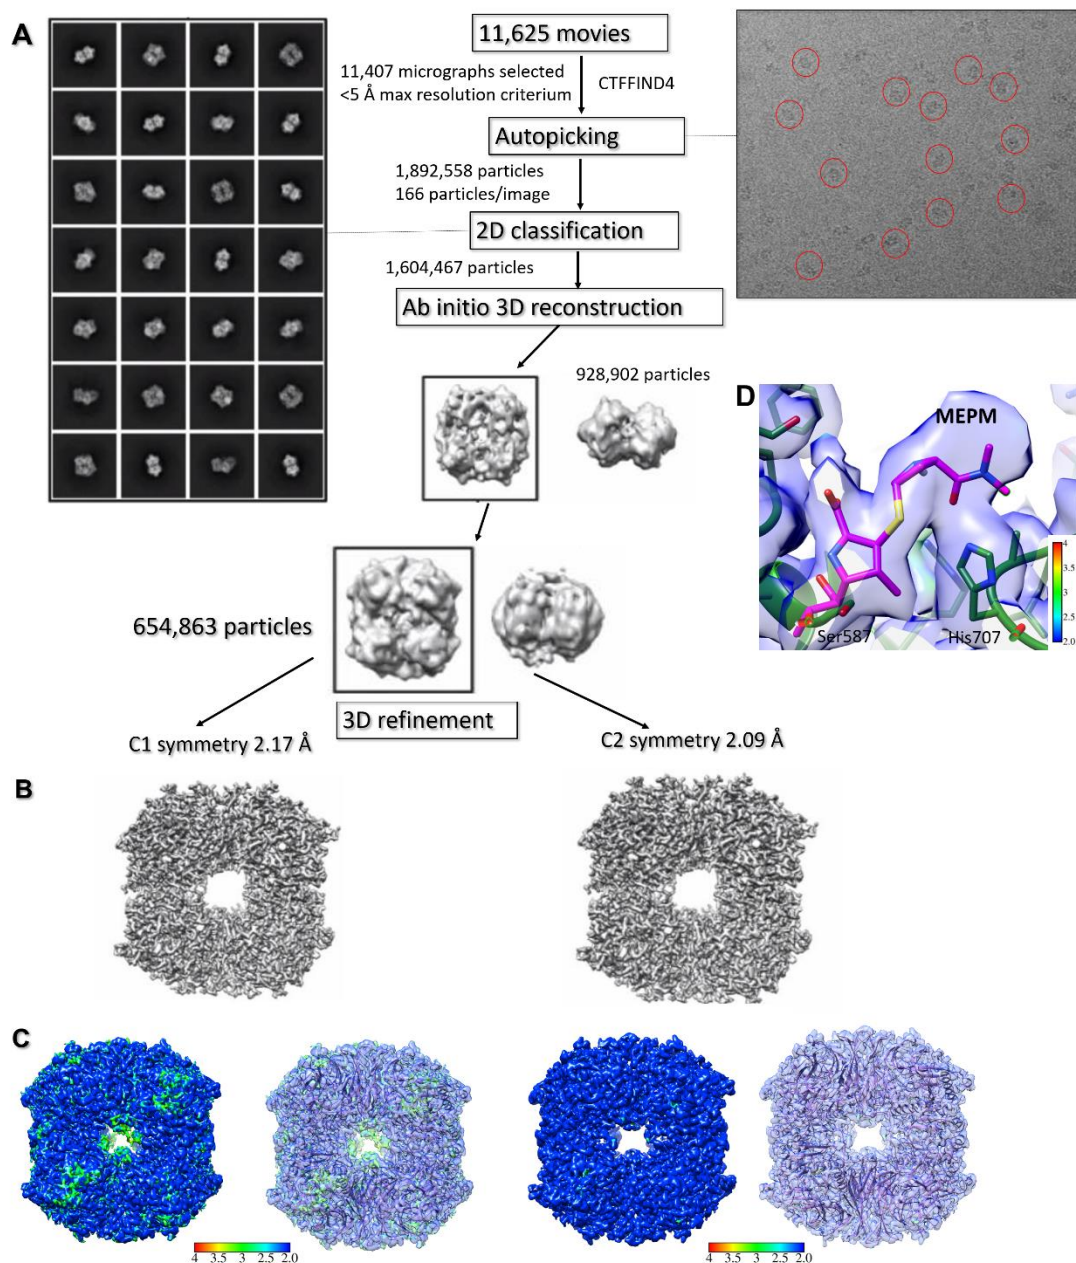 A
11,625 movies
11,407 micrographs selected
<5 Å max resolution criterium
CTFFIND4
Autopicking
1,892,558 particles
166 particles/image
2D classification
1,604,467 particles
Ab initio 3D reconstruction
928,902 particles
D
MEPM
4
3.5
3
2.5
2.0
Ser587
His707
654,863 particles
3D refinement
C1 symmetry 2.17 Å
C2 symmetry 2.09 Å
B
C
4 3.5 3 2.5 2.0
4 3.5 3 2.5 2.0